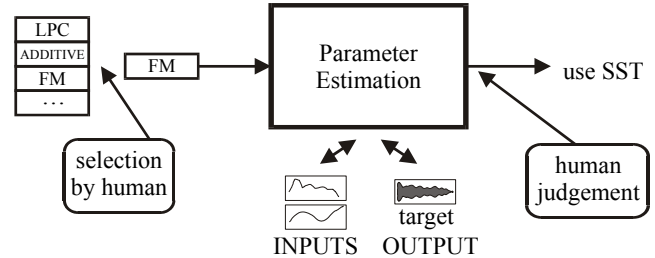 LPC
ADDITIVE
FM
...
FM
Parameter
Estimation
use SST
selection
by human
human
judgement
target
INPUTS OUTPUT